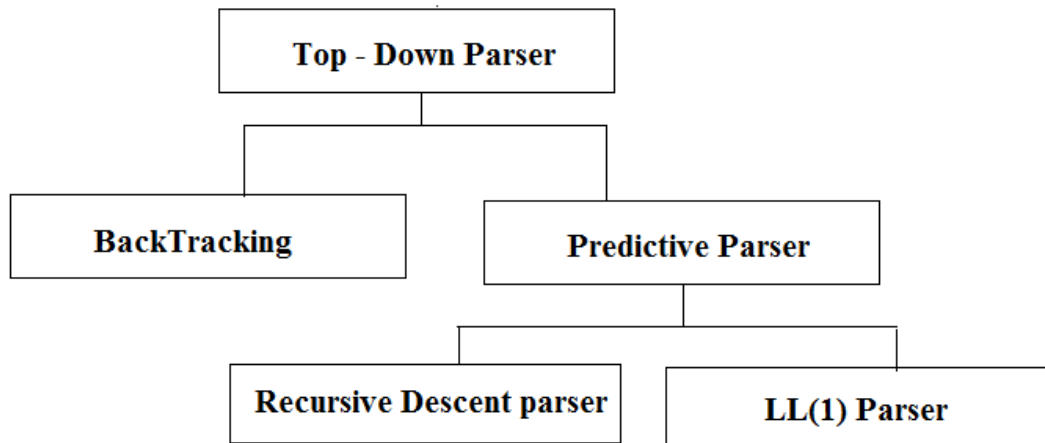 Top - Down Parser
BackTracking
Predictive Parser
Recursive Descent parser
LL(1) Parser